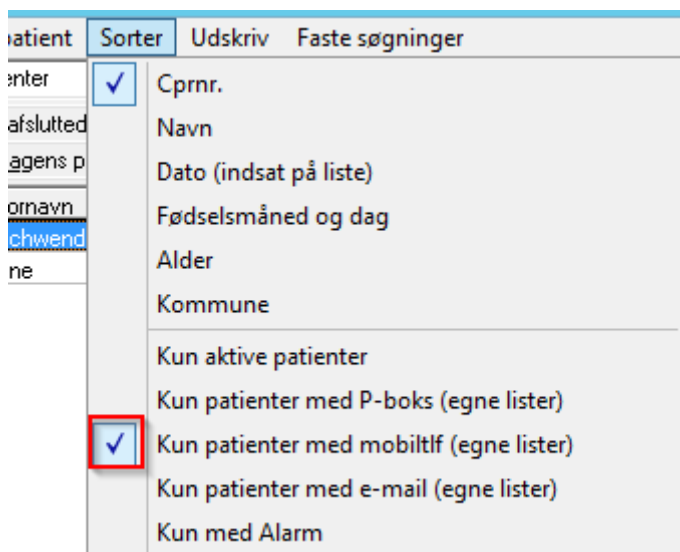 patient Sorter Udskriv Faste søgninger
enter
afslutted
agens p
ornavn
chwend
ne
Cprnr.
Navn
Dato (indsat på liste)
Fødselsmåned og dag
Alder
Kommune
Kun aktive patienter
Kun patienter med P-boks (egne lister)
Kun patienter med mobiltlf (egne lister)
Kun patienter med e-mail (egne lister)
Kun med Alarm